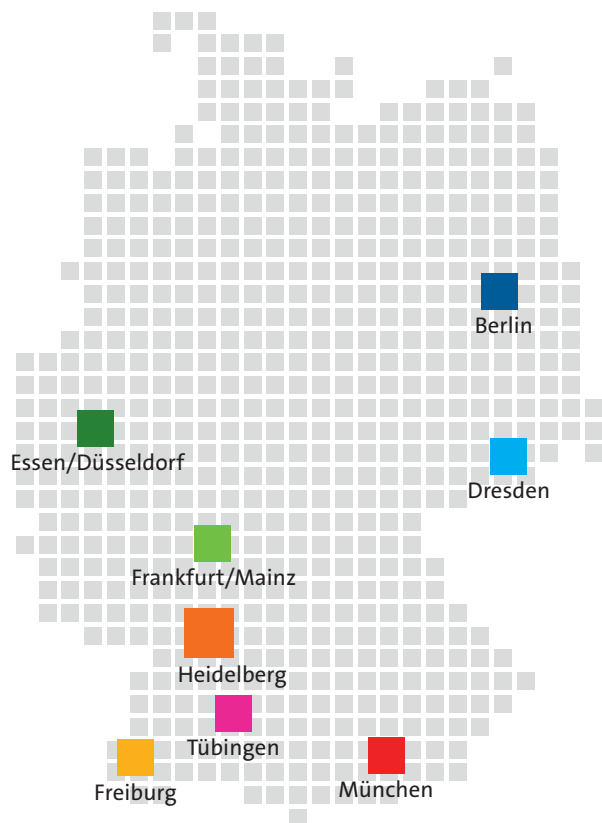 Berlin
Essen/Düsseldorf
Dresden
Frankfurt/Mainz
Heidelberg
Tübingen
Freiburg
München